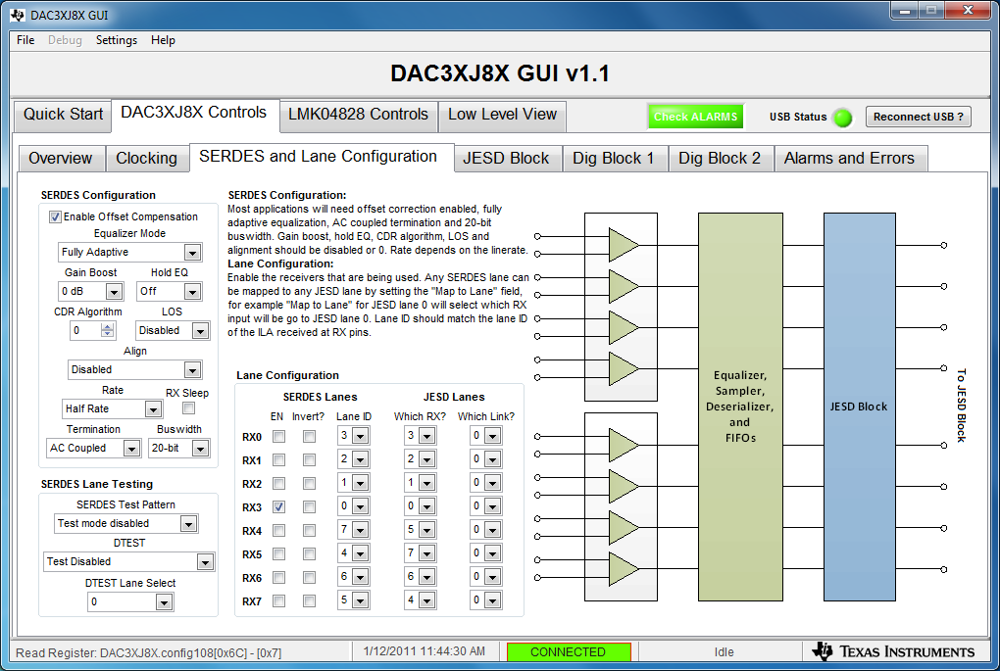 DAC3XJ8X GUI
File Debug Settings Help
DAC3XJ8X GUI v1.1
Quick Start DAC3XJ8X Controls LMK04828 Controls Low Level View Check ALARMS USB Status Reconnect USB ?
Overview Clocking SERDES and Lane Configuration JESD Block Dig Block 1 Dig Block 2 Alarms and Errors
SERDES Configuration
Enable Offset Compensation
Equalizer Mode
Fully Adaptive
Gain Boost Hold EQ
0 dB Off
CDR Algorithm LOS
0 Disabled
Align
Disabled
Rate RX Sleep
Half Rate
Termination Buswidth
AC Coupled 20-bit
SERDES Lane Testing
SERDES Test Pattern
Test mode disabled
DTEST
Test Disabled
DTEST Lane Select
0
SERDES Configuration:
Most applications will need offset correction enabled, fully
adaptive equalization, AC coupled termination and 20-bit
buswidth. Gain boost, hold EQ, CDR algorithm, LOS and
alignment should be disabled or 0. Rate depends on the linerate.
Lane Configuration:
Enable the receivers that are being used. Any SERDES lane can
be mapped to any JESD lane by setting the "Map to Lane" field,
for example "Map to Lane" for JESD lane 0 will select which RX
input will be go to JESD lane 0. Lane ID should match the lane ID
of the ILA received at RX pins.
Lane Configuration
SERDES Lanes JESD Lanes
EN Invert? Lane ID Which RX? Which Link?
RX0 3 3 0
RX1 2 2 0
RX2 1 1 0
RX3 0 0 0
RX4 7 5 0
RX5 4 7 0
RX6 6 6 0
RX7 5 4 0
Equalizer,
Sampler,
Deserializer,
and
FIFOs
JESD Block
To JESD Block
Read Register: DAC3XJ8X.config108[0x6C] - [0x7] 1/12/2011 11:44:30 AM CONNECTED Idle TEXAS INSTRUMENTS